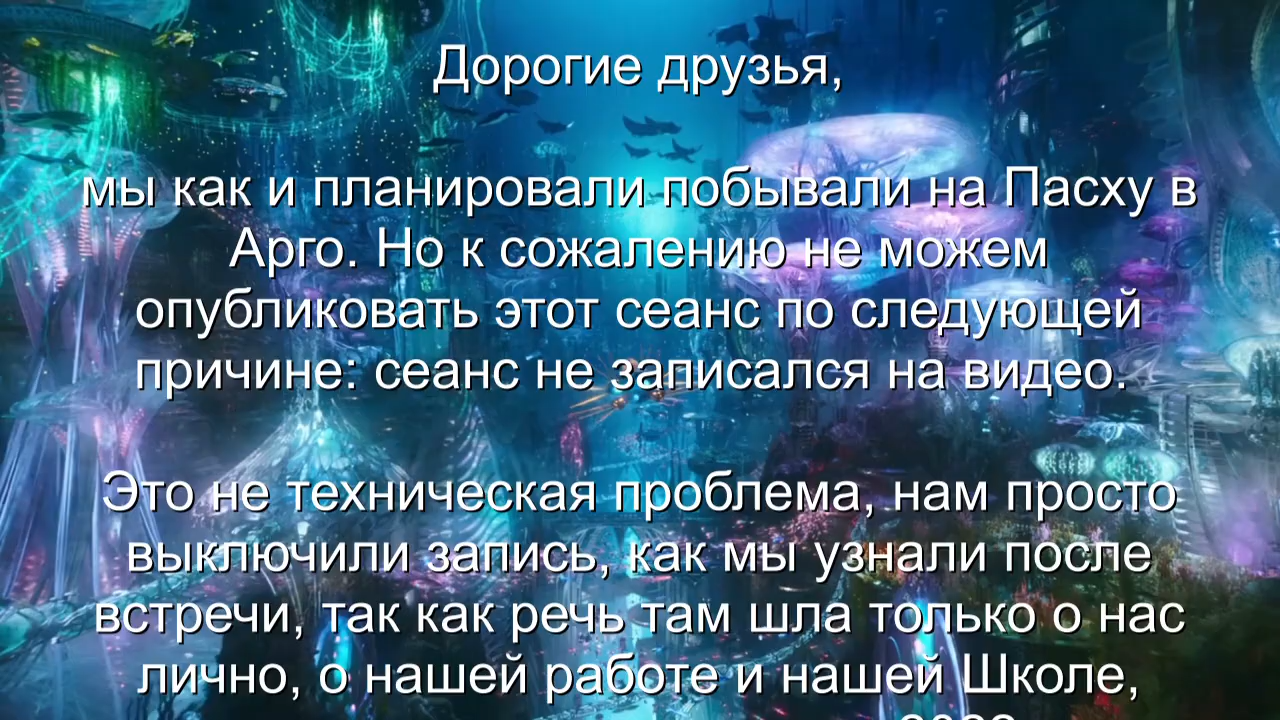 Дорогие друзья,
мы как и планировали побывали на Пасху в
Арго. Но к сожалению не можем
опубликовать этот сеанс по следующей
причине: сеанс не записался на видео.
Это не техническая проблема, нам просто
выключили запись, как мы узнали после
встречи, так как речь там шла только о нас
лично, о нашей работе и нашей Школе,